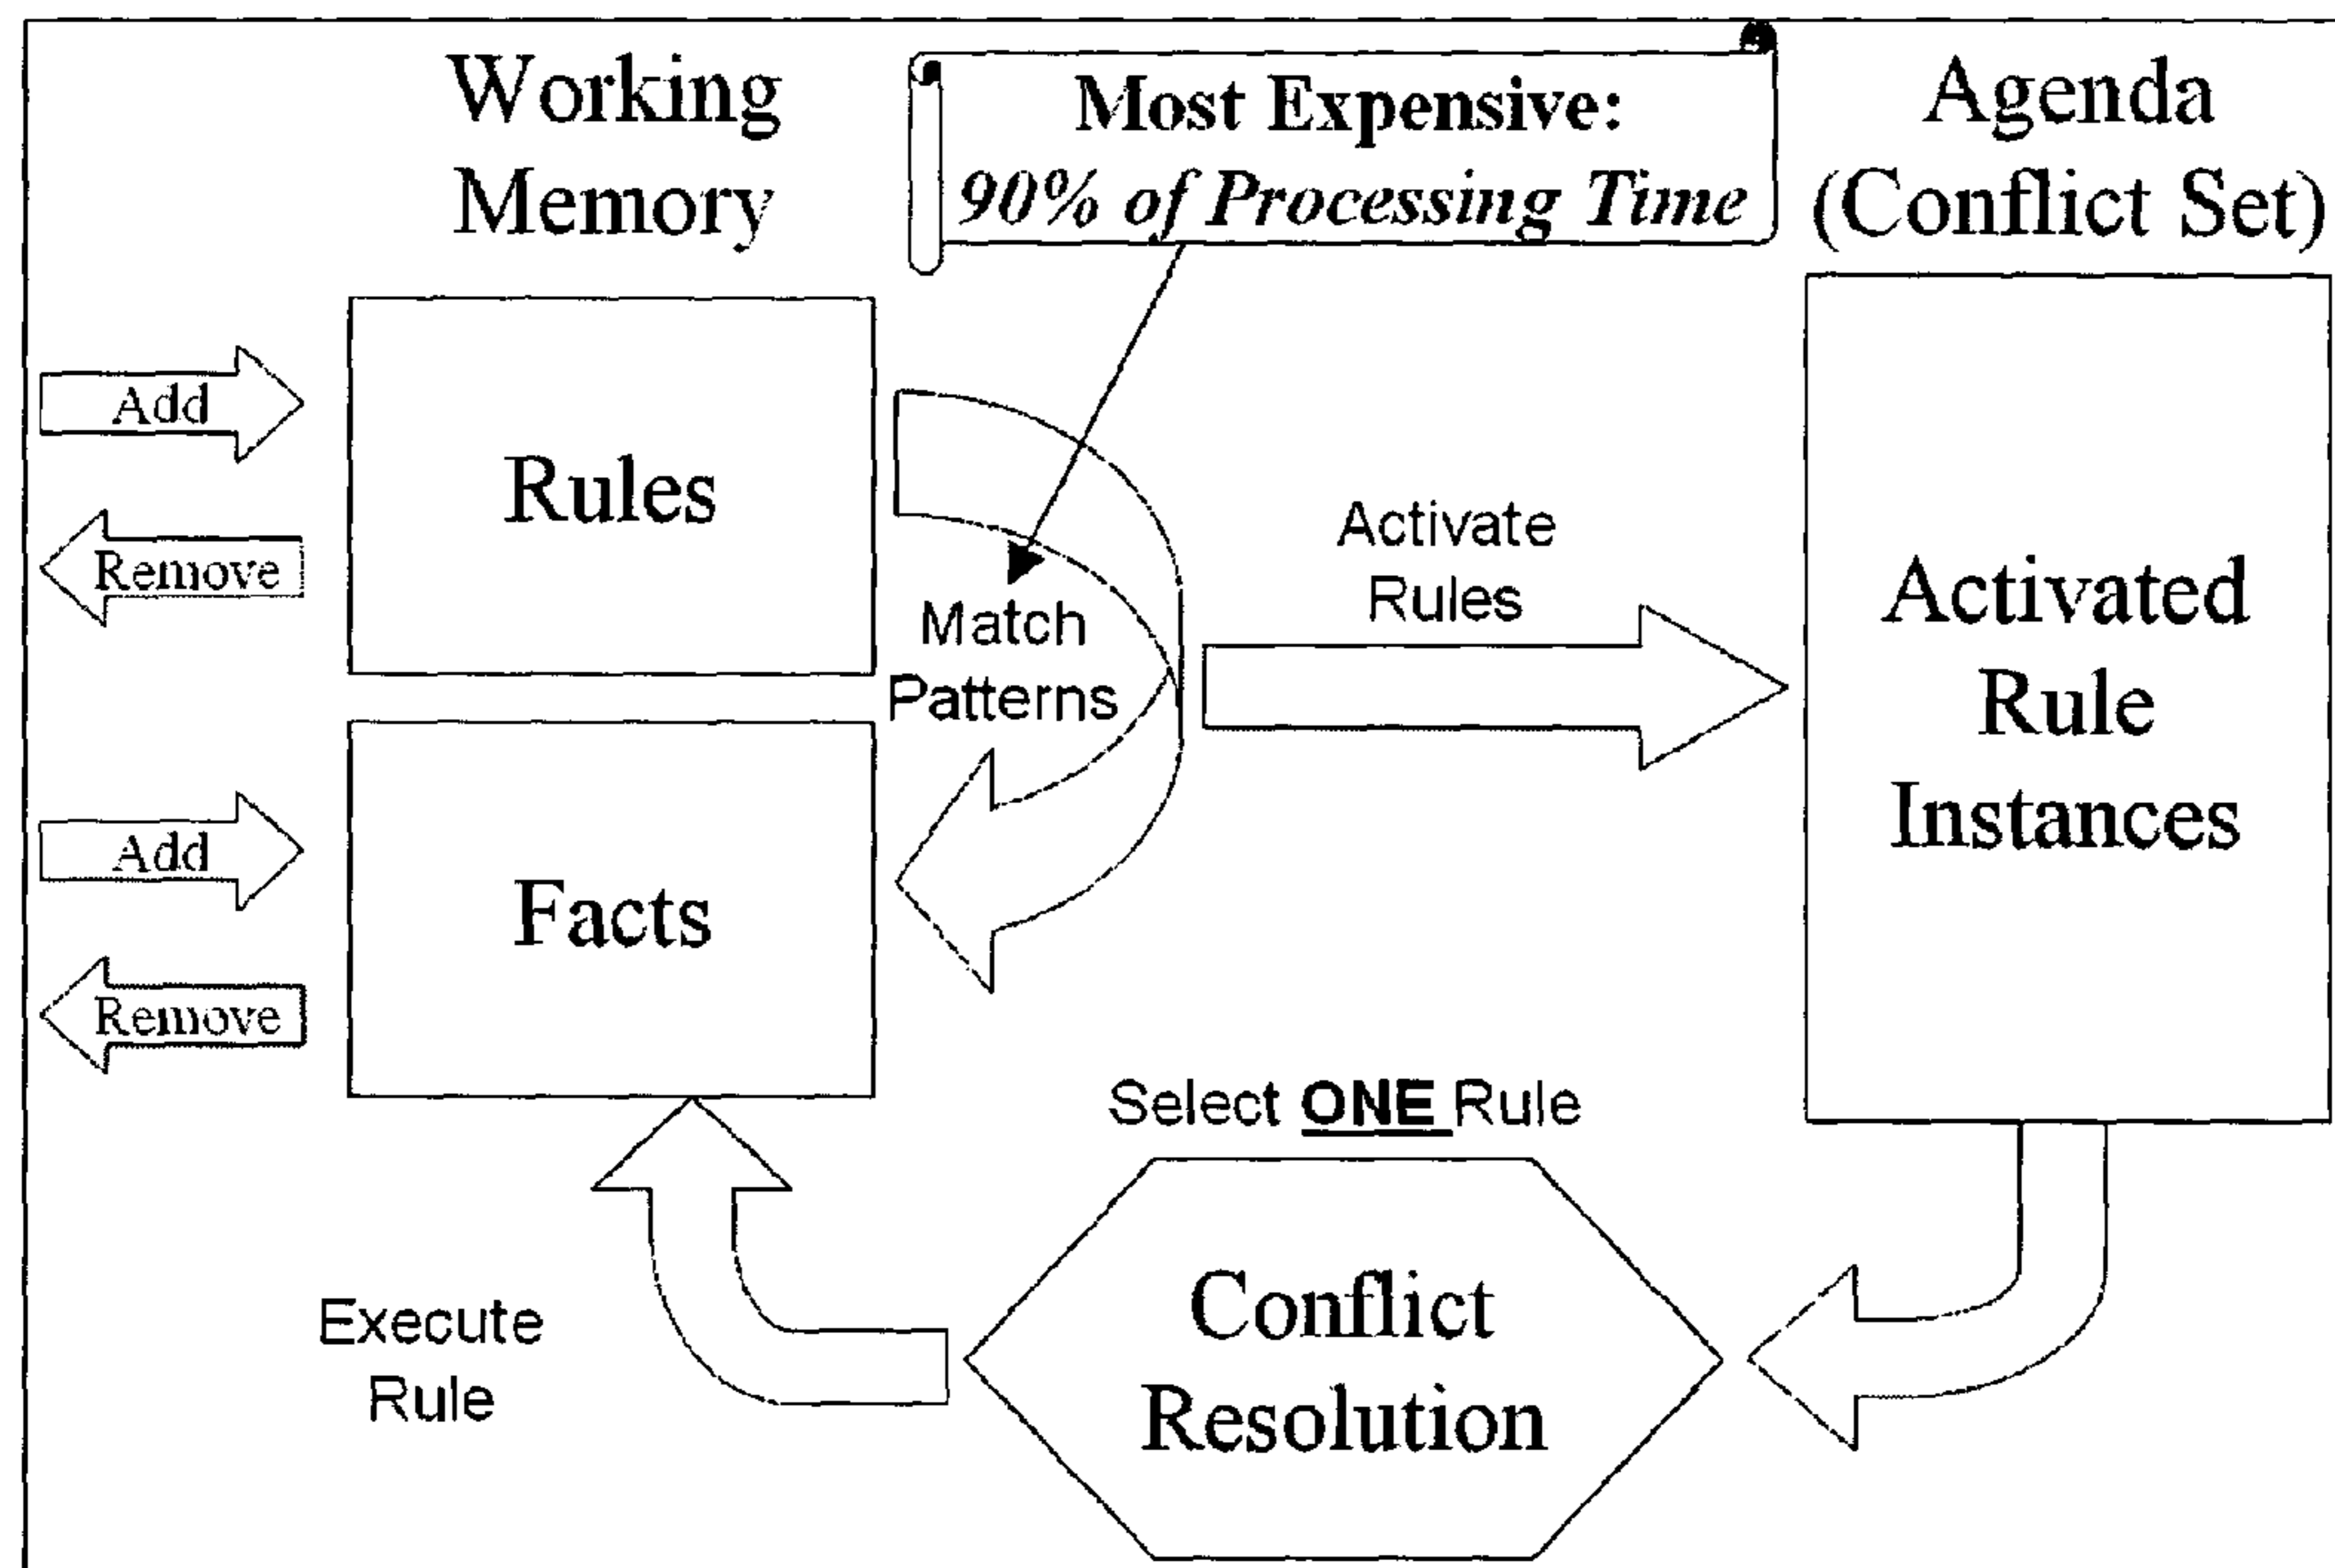 Working
Memory
Most Expensive:
90% of Processing Time
Agenda
(Conflict Set)
Add
Remove
Rules
Match
Patterns
Activate
Rules
Activated
Rule
Instances
Add
Remove
Facts
Select ONE Rule
Execute
Rule
Conflict
Resolution